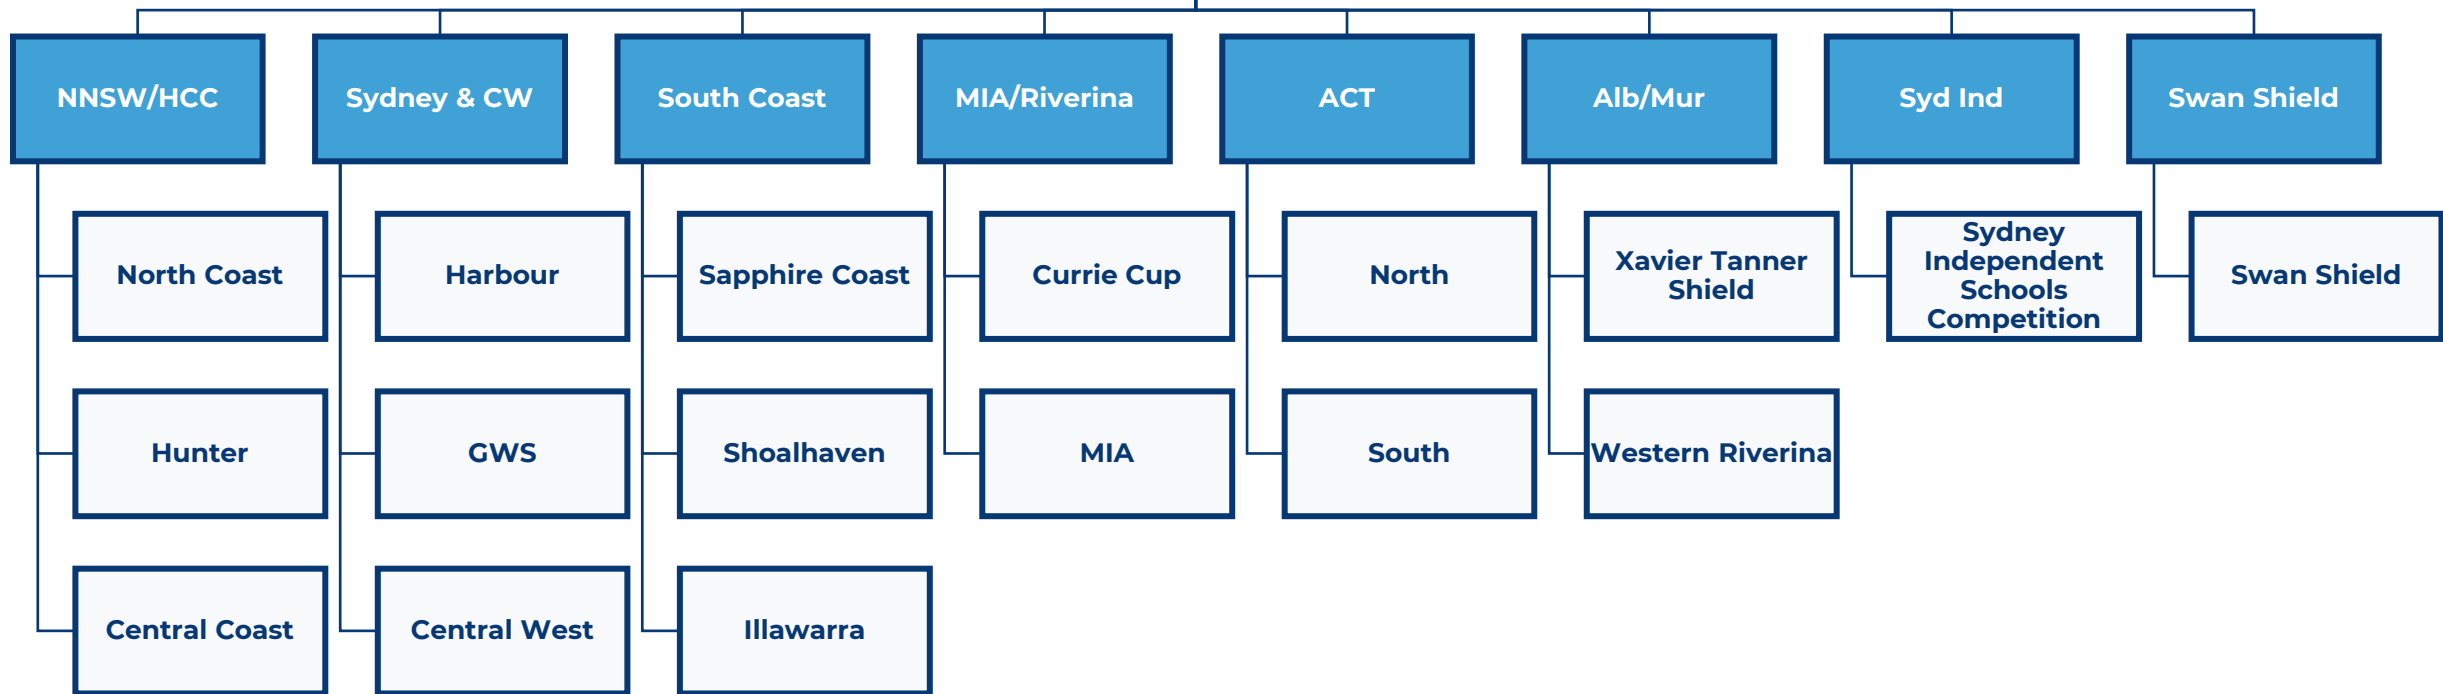 NNSW/HCC
Sydney & CW
South Coast
MIA/Riverina
ACT
Alb/Mur
Syd Ind
Swan Shield
North Coast
Harbour
Sapphire Coast
Currie Cup
North
Xavier Tanner
Shield
Sydney
Independent
Schools
Competition
Swan Shield
Hunter
GWS
Shoalhaven
MIA
South
Western Riverina
Central Coast
Central West
Illawarra